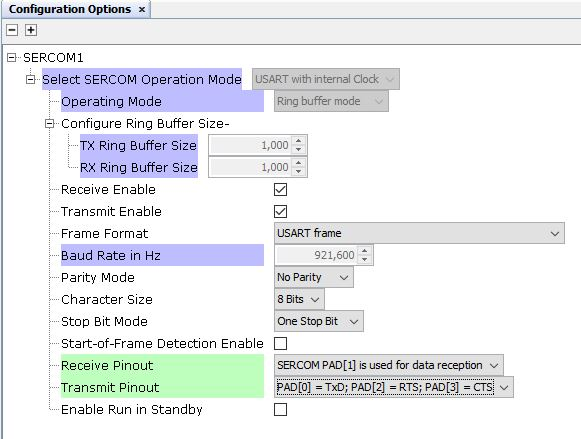 Configuration Options ×
SERCOM1
Select SERCOM Operation Mode USART with internal Clock
Operating Mode Ring buffer mode
Configure Ring Buffer Size-
TX Ring Buffer Size 1,000
RX Ring Buffer Size 1,000
Receive Enable
Transmit Enable
Frame Format USART frame
Baud Rate in Hz 921,600
Parity Mode No Parity
Character Size 8 Bits
Stop Bit Mode One Stop Bit
Start-of-Frame Detection Enable
Receive Pinout SERCOM PAD[1] is used for data reception
Transmit Pinout PAD[0] = TxD; PAD[2] = RTS; PAD[3] = CTS
Enable Run in Standby